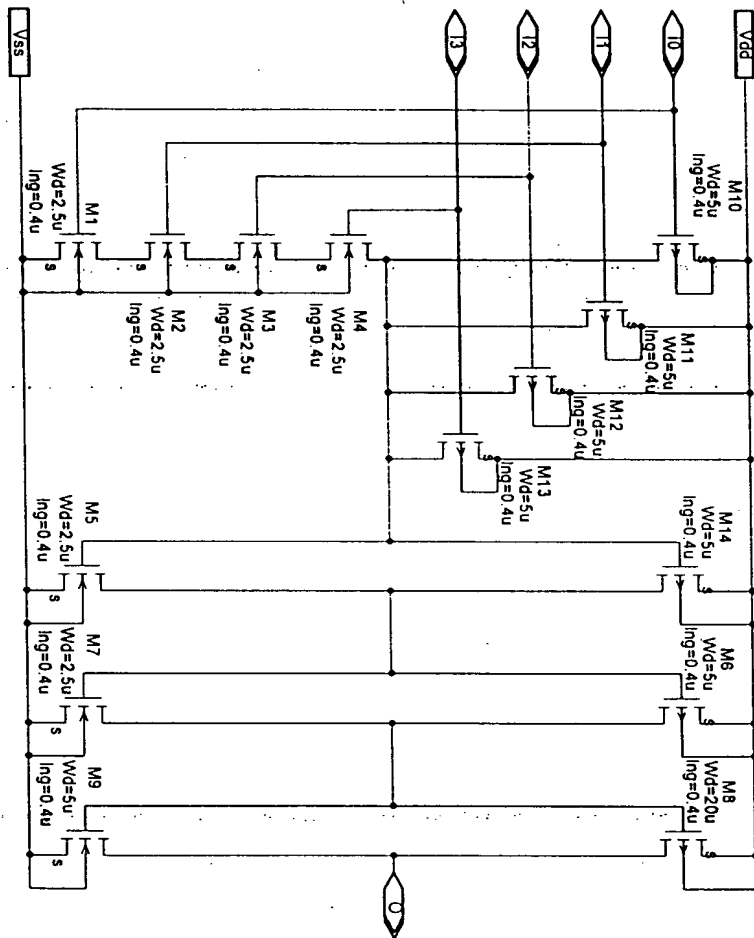 Vdd
M10
Wd=5u
lng=0.4u
M11
Wd=5u
lng=0.4u
M12
Wd=5u
lng=0.4u
M13
Wd=5u
lng=0.4u
M14
Wd=5u
lng=0.4u
M6
Wd=5u
lng=0.4u
M8
Wd=20u
lng=0.4u
s
s
s
s
s
s
s
I0
I1
I2
I3
O
M4
Wd=2.5u
lng=0.4u
s
M3
Wd=2.5u
lng=0.4u
s
M2
Wd=2.5u
lng=0.4u
s
M1
Wd=2.5u
lng=0.4u
s
M5
Wd=2.5u
lng=0.4u
s
M7
Wd=2.5u
lng=0.4u
s
M9
Wd=5u
lng=0.4u
s
Vss